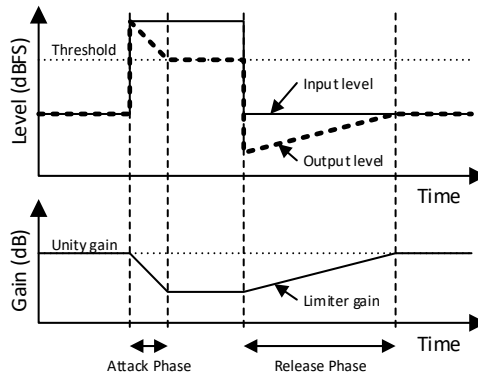 Level (dBFS)
Threshold
Input level
Output level
Time
Gain (dB)
Unity gain
Limiter gain
Time
Attack Phase
Release Phase